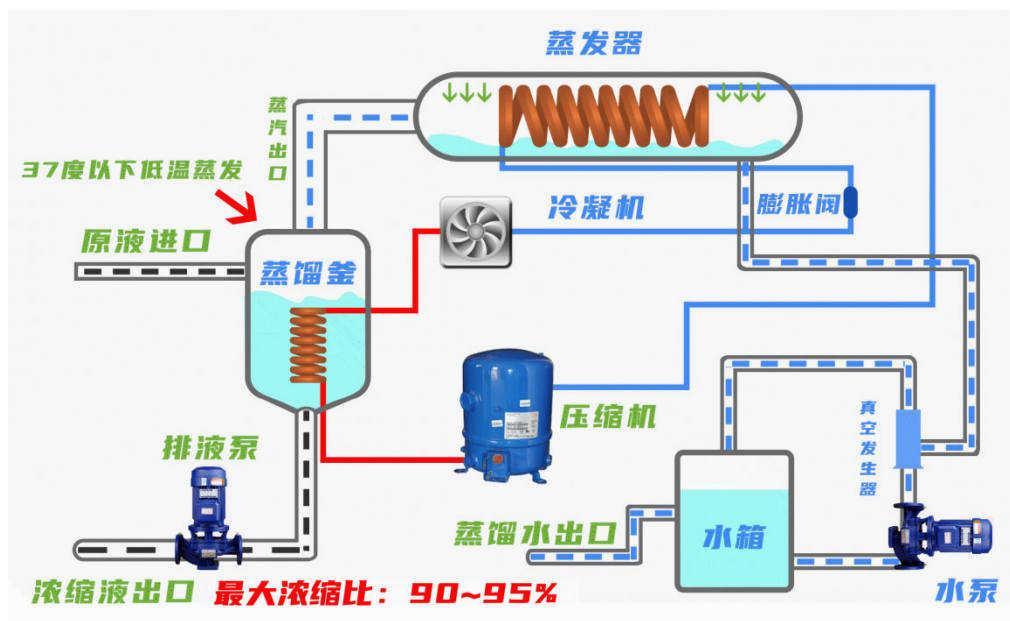 蒸发器
蒸汽出口
37度以下低温蒸发
冷凝机
膨胀阀
原液进口
蒸馏釜
压缩机
真空发生器
排液泵
蒸馏水出口
水箱
浓缩液出口
最大浓缩比：90~95%
水泵